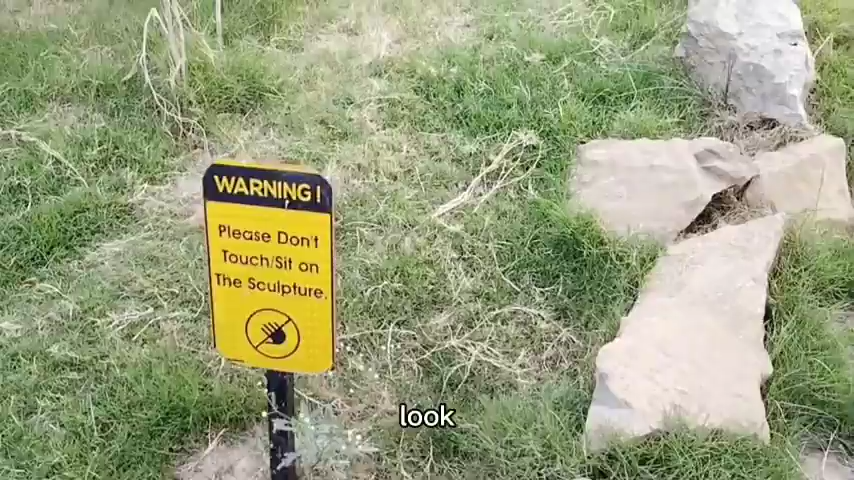 WARNING!
Please Don't
Touch/Sit on
The Sculpture.
look